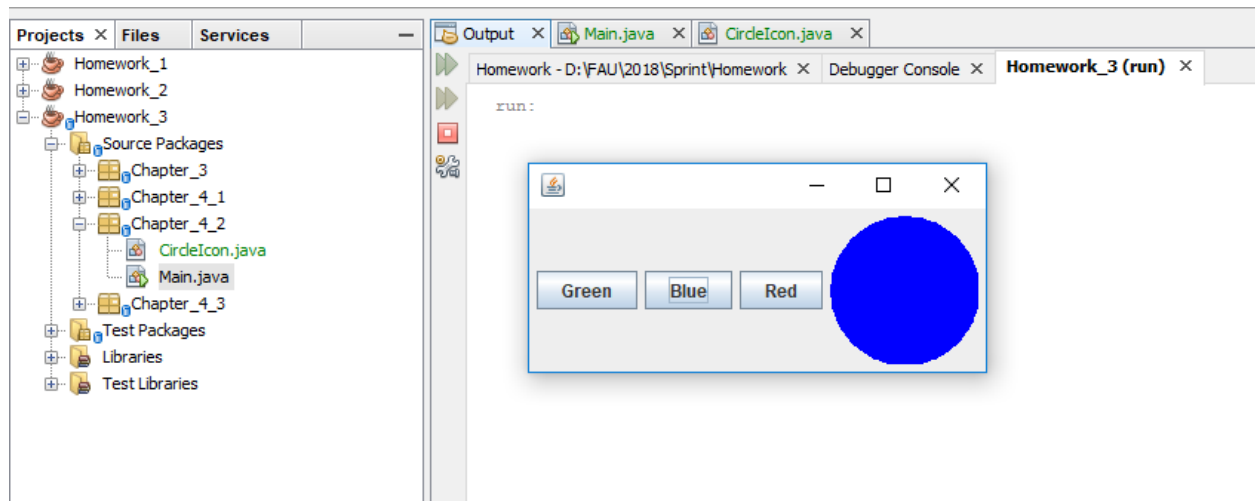 Projects Files Services
Homework_1
Homework_2
Homework_3
Source Packages
Chapter_3
Chapter_4_1
Chapter_4_2
CircleIcon.java
Main.java
Chapter_4_3
Test Packages
Libraries
Test Libraries
Output Main.java CircleIcon.java
Homework - D:\FAU\2018\Sprint\Homework Debugger Console Homework_3 (run)
run:
Green Blue Red